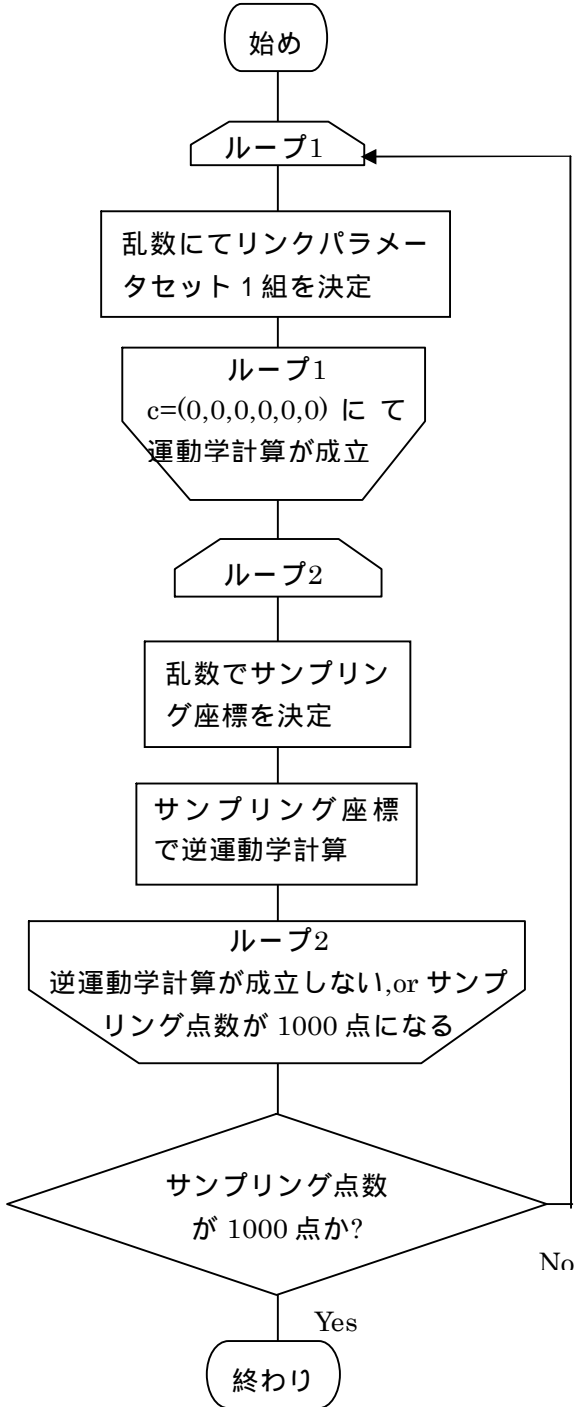 始め
ループ1
乱数にてリンクパラメー
タセット1組を決定
ループ1
c=(0,0,0,0,0,0) にて
運動学計算が成立
ループ2
乱数でサンプリン
グ座標を決定
サンプリング座標
で逆運動学計算
ループ2
逆運動学計算が成立しない,or サンプ
リング点数が 1000 点になる
サンプリング点数
が 1000 点か?
No
Yes
終わり